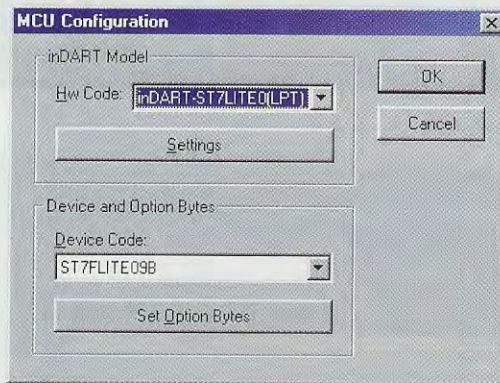 MCU Configuration
inDART Model
Hw Code: inDART-ST7LITE0(LPT)
Settings
OK
Cancel
Device and Option Bytes
Device Code:
ST7FLITE09B
Set Option Bytes